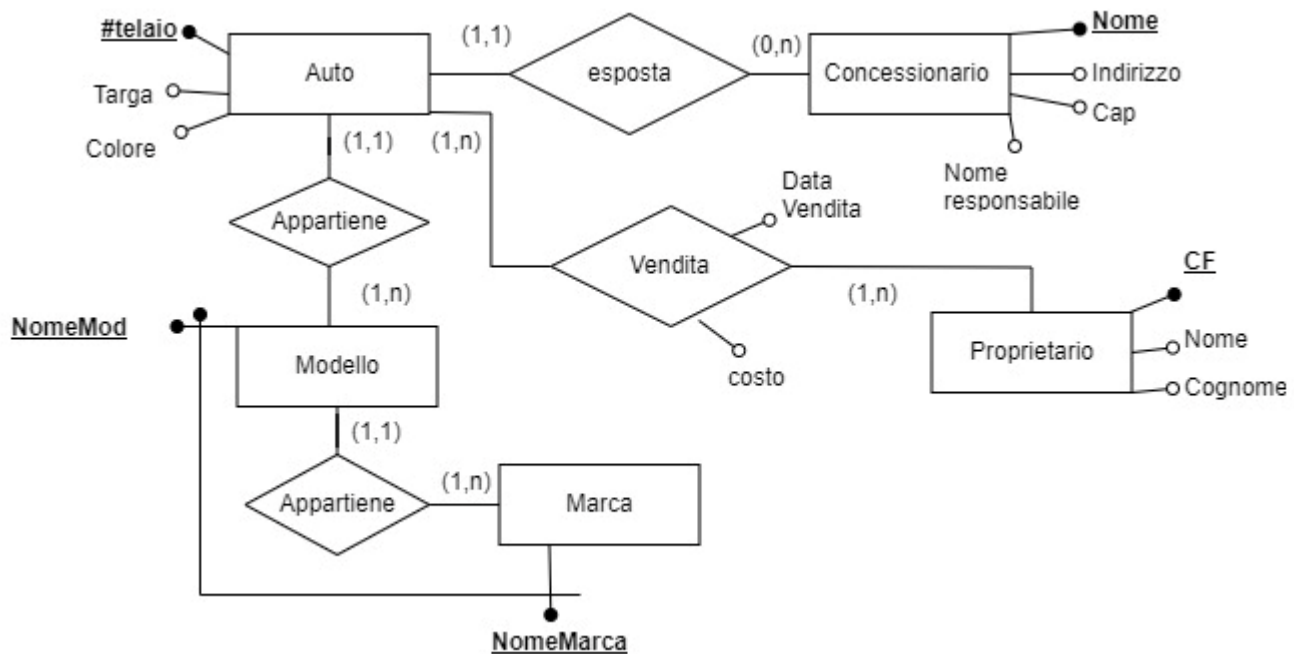 #telaio
(1,1)
(0,n)
Nome
Auto
esposta
Concessionario
Indirizzo
Targa
Cap
Colore
(1,1)
(1,n)
Nome
responsabile
Data
Vendita
Appartiene
Vendita
CF
(1,n)
(1,n)
NomeMod
Nome
Proprietario
Modello
costo
Cognome
(1,1)
(1,n)
Appartiene
Marca
NomeMarca